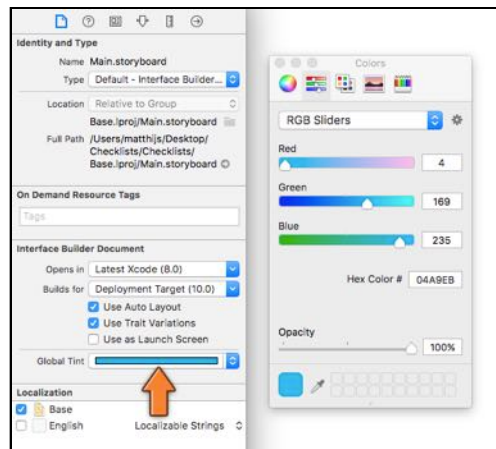 Identity and Type
Name Main.storyboard
Type Default - Interface Builder...
Location Relative to Group
Base.lproj/Main.storyboard
Full Path /Users/matthijs/Desktop/
Checklists/Checklists/
Base.lproj/Main.storyboard
On Demand Resource Tags
Tags
Interface Builder Document
Opens in Latest Xcode (8.0)
Builds for Deployment Target (10.0)
Use Auto Layout
Use Trait Variations
Use as Launch Screen
Global Tint
Localization
Base
English Localizable Strings
Colors
RGB Sliders
Red
4
Green
169
Blue
235
Hex Color # 04A9EB
Opacity
100%